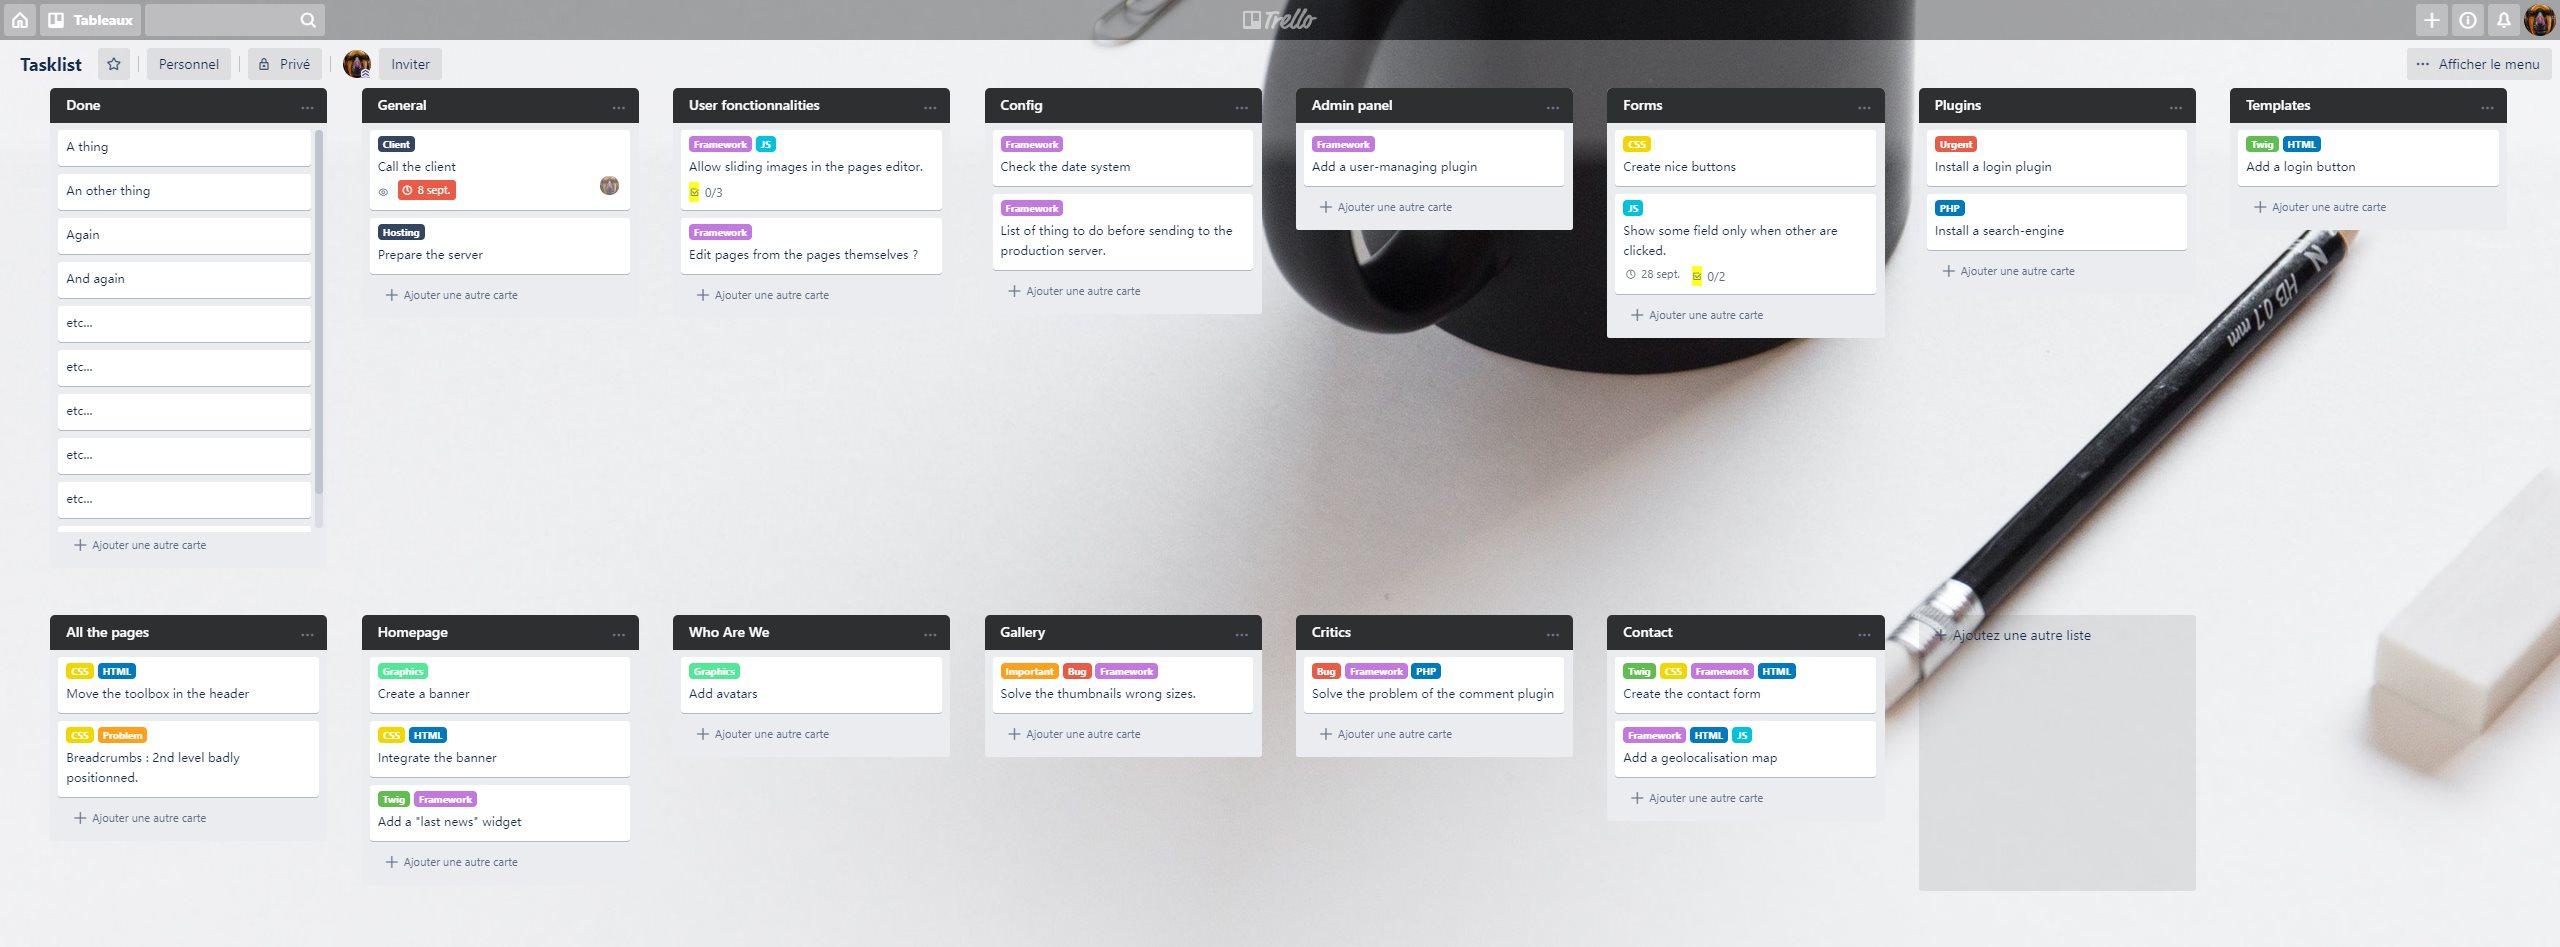 Tableaux
Trello
Tasklist
Personnel
Privé
Inviter
Afficher le menu
Done
A thing
An other thing
Again
And again
etc...
etc...
etc...
etc...
etc...
Ajouter une autre carte
General
Client
Call the client
8 sept.
Hosting
Prepare the server
Ajouter une autre carte
User fonctionnalities
Framework JS
Allow sliding images in the pages editor.
0/3
Framework
Edit pages from the pages themselves ?
Ajouter une autre carte
Config
Framework
Check the date system
Framework
List of thing to do before sending to the
production server.
Ajouter une autre carte
Admin panel
Framework
Add a user-managing plugin
Ajouter une autre carte
Forms
CSS
Create nice buttons
JS
Show some field only when other are
clicked.
28 sept. 0/2
Ajouter une autre carte
Plugins
Urgent
Install a login plugin
PHP
Install a search-engine
Ajouter une autre carte
Templates
Twig HTML
Add a login button
Ajouter une autre carte
N
HB 0.7 mm
All the pages
CSS HTML
Move the toolbox in the header
CSS Problem
Breadcrumbs : 2nd level badly
positionned.
Ajouter une autre carte
Homepage
Graphics
Create a banner
CSS HTML
Integrate the banner
Twig Framework
Add a "last news" widget
Ajouter une autre carte
Who Are We
Graphics
Add avatars
Ajouter une autre carte
Gallery
Important Bug Framework
Solve the thumbnails wrong sizes.
Ajouter une autre carte
Critics
Bug Framework PHP
Solve the problem of the comment plugin
Ajouter une autre carte
Contact
Twig CSS Framework HTML
Create the contact form
Framework HTML JS
Add a geolocalisation map
Ajouter une autre carte
Ajoutez une autre liste